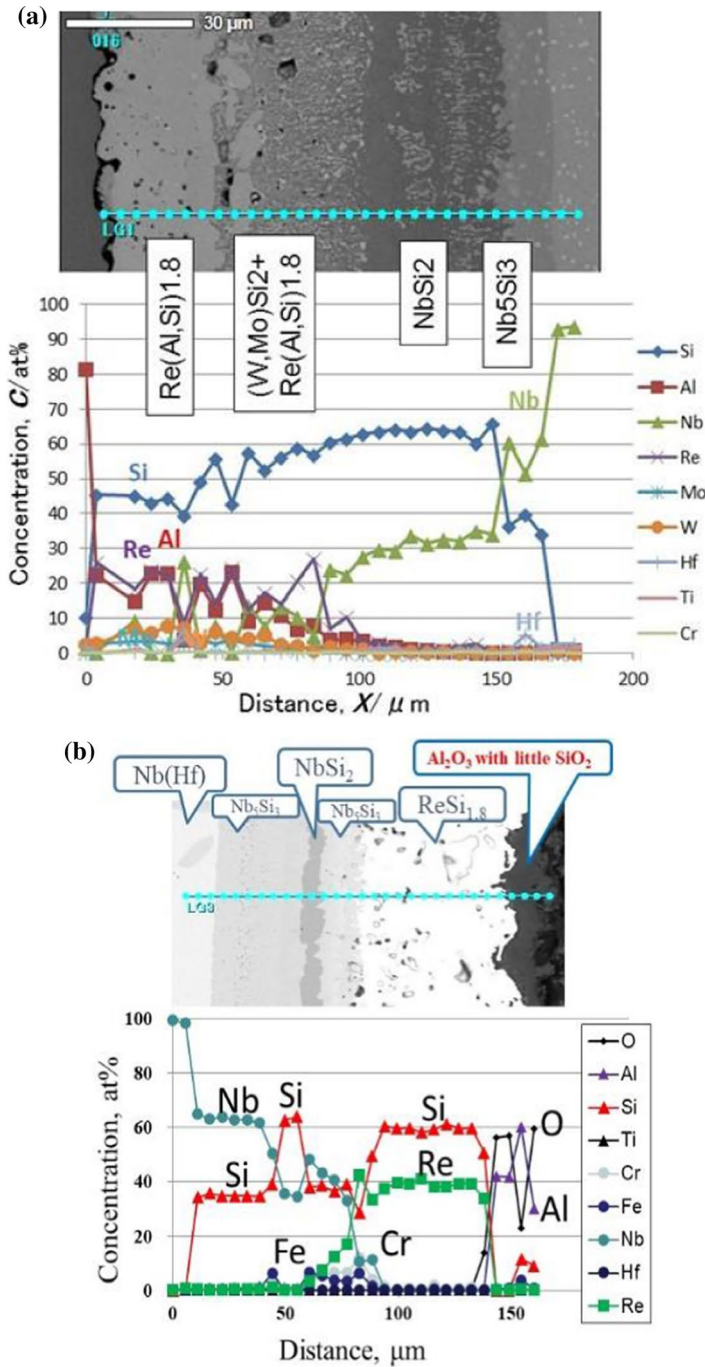 (a)
30 µm
016
LG1
Re(Al,Si)1.8
(W,Mo)Si2+
Re(Al,Si)1.8
NbSi2
Nb5Si3
Concentration, C/at%
100
90
80
70
60
50
40
30
20
10
0
Si
Re
Al
W
Nb
Hf
0
50
100
150
200
Distance, X/ μ m
Si
Al
Nb
Re
Mo
W
Hf
Ti
Cr
(b)
Nb(Hf)
Nb₅Si₃
NbSi₂
Nb₅Si₃
ReSi₁.₈
Al₂O₃ with little SiO₂
LG3
Concentration, at%
100
80
60
40
20
0
Nb
Si
Si
Fe
Si
Re
Cr
O
Al
0
50
100
150
Distance, µm
O
Al
Si
Ti
Cr
Fe
Nb
Hf
Re